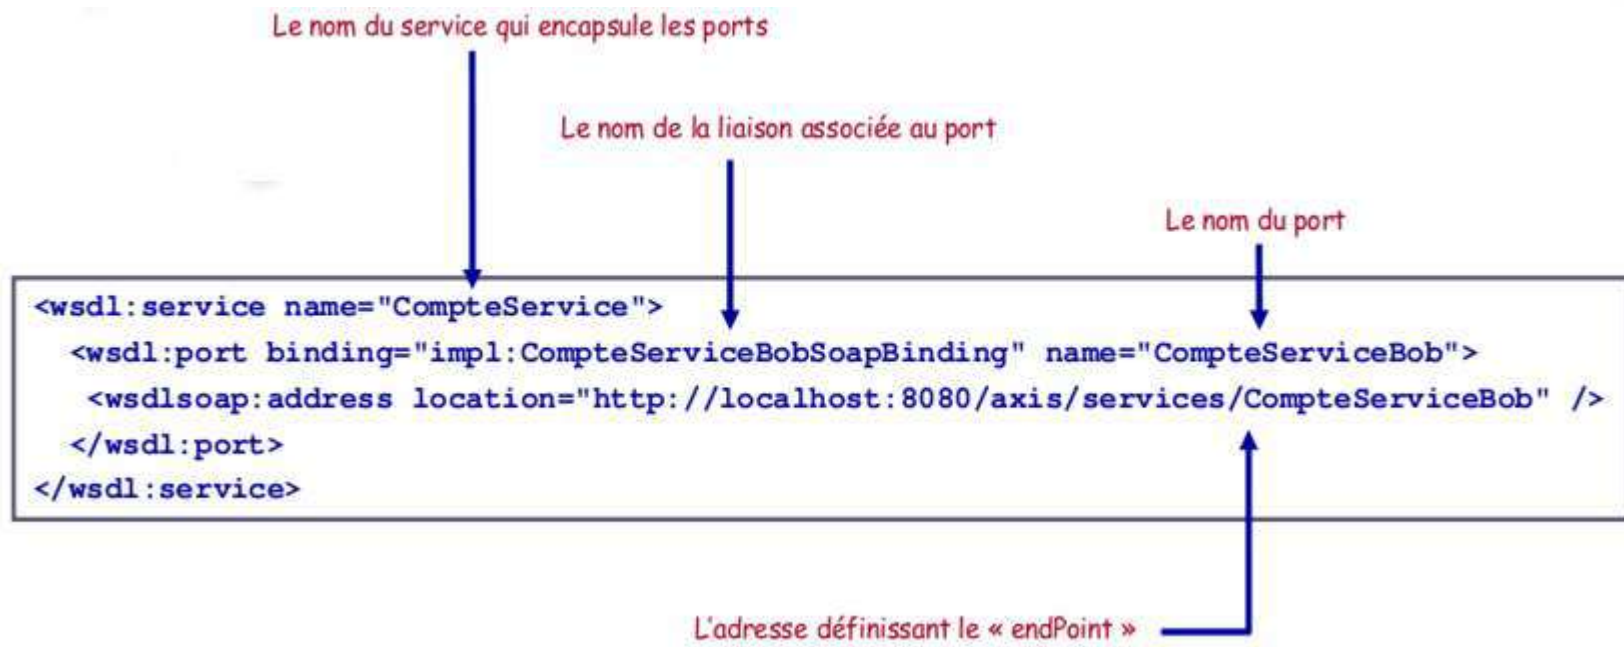 Le nom du service qui encapsule les ports
Le nom de la liaison associée au port
Le nom du port
<wsdl:service name="CompteService">
<wsdl:port binding="impl:CompteServiceBobSoapBinding" name="CompteServiceBob">
<wsdlsoap:address location="http://localhost:8080/axis/services/CompteServiceBob" />
</wsdl:port>
</wsdl:service>
L'adresse définissant le « endPoint »